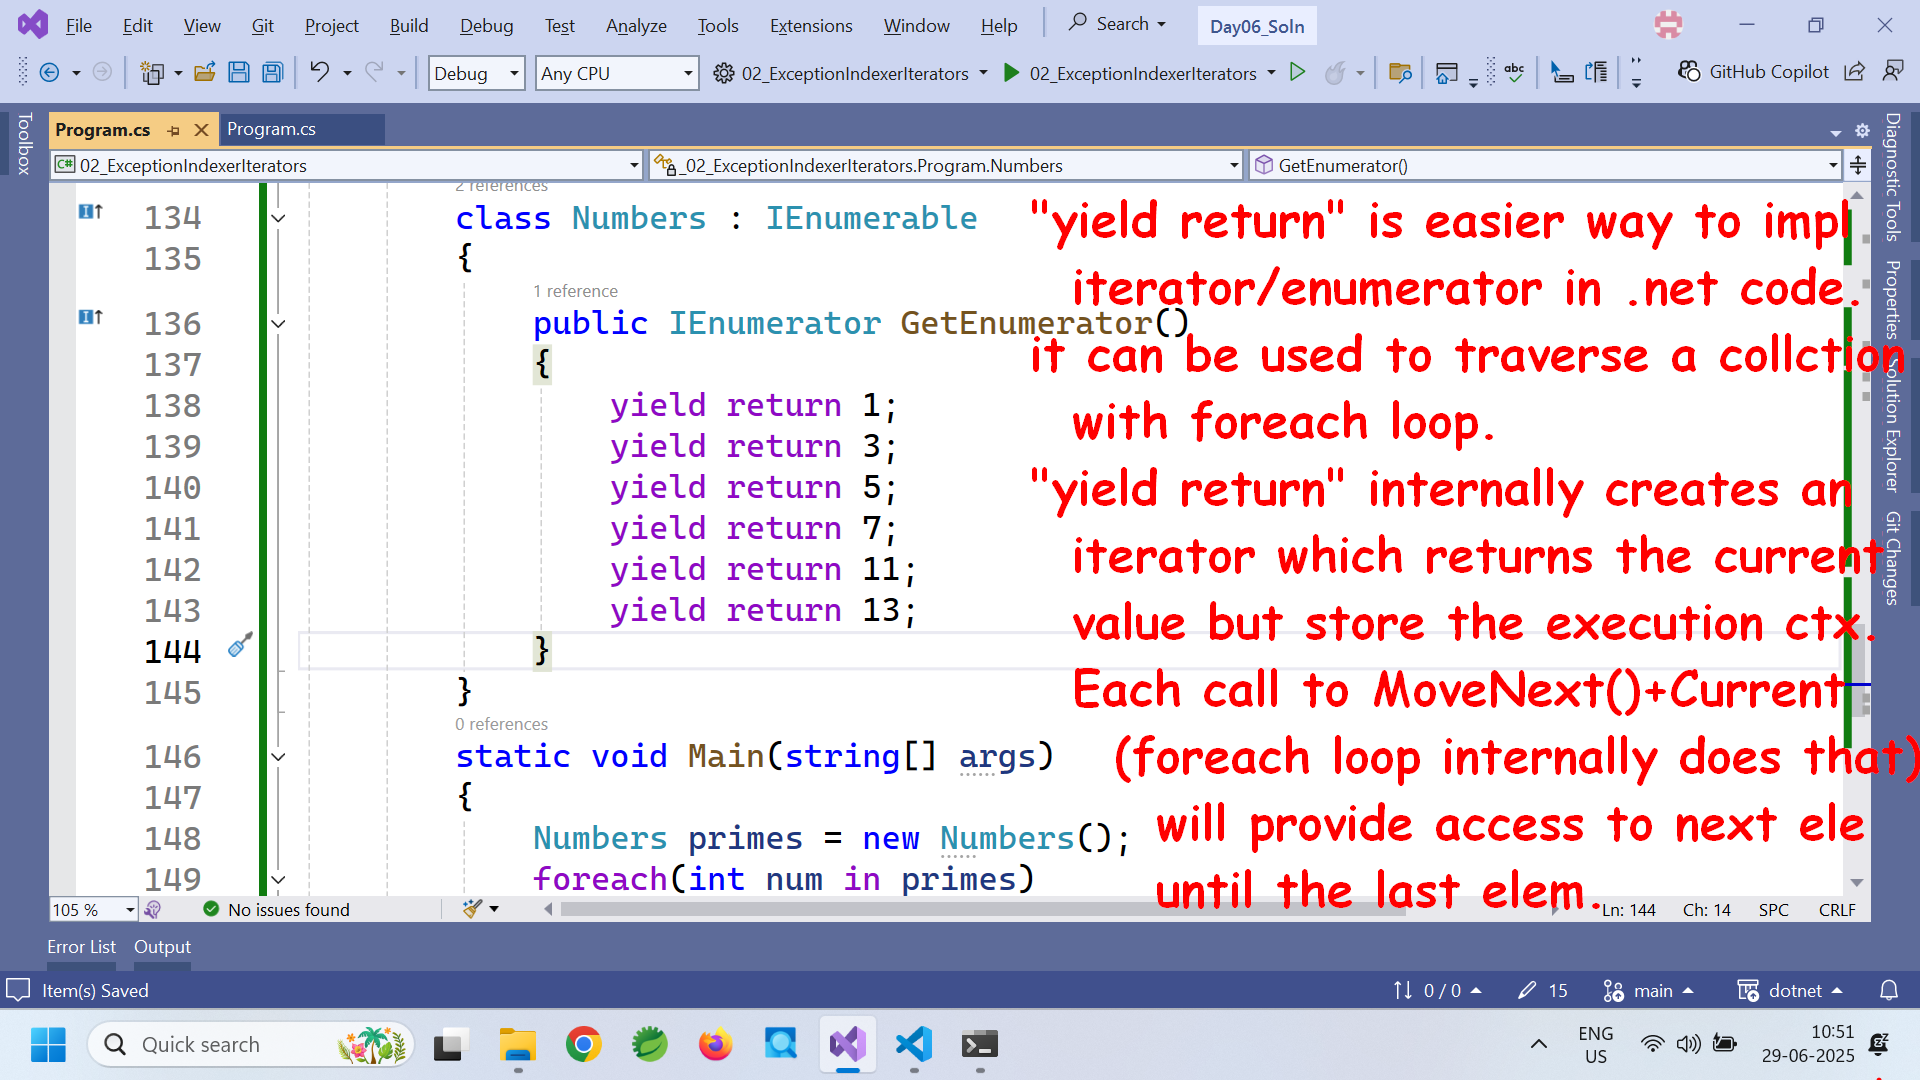 File Edit View Git Project Build Debug Test Analyze Tools Extensions Window Help Search Day06_Soln
Debug Any CPU 02_ExceptionIndexerIterators 02_ExceptionIndexerIterators abc GitHub Copilot
Toolbox
Program.cs
Program.cs
02_ExceptionIndexerIterators
_02_ExceptionIndexerIterators.Program.Numbers
GetEnumerator()
2 references
134 class Numbers : IEnumerable
135 {
1 reference
136 public IEnumerator GetEnumerator()
137 {
138 yield return 1;
139 yield return 3;
140 yield return 5;
141 yield return 7;
142 yield return 11;
143 yield return 13;
144 }
145 }
0 references
146 static void Main(string[] args)
147 {
148 Numbers primes = new Numbers();
149 foreach(int num in primes)
"yield return" is easier way to impl
iterator/enumerator in .net code.
it can be used to traverse a collction
with foreach loop.
"yield return" internally creates an
iterator which returns the current
value but store the execution ctx.
Each call to MoveNext()+Current
(foreach loop internally does that)
will provide access to next ele
until the last elem.
Diagnostic Tools
Properties
Solution Explorer
Git Changes
105 % No issues found Ln: 144 Ch: 14 SPC CRLF
Error List Output
Item(s) Saved 0 / 0 15 main dotnet
Quick search
ENG
US
10:51
29-06-2025